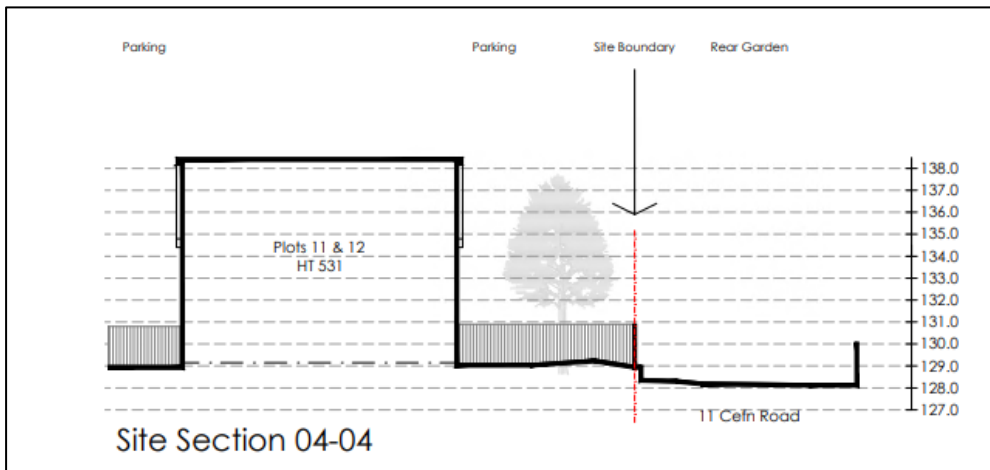 Parking
Parking
Site Boundary
Rear Garden
138.0
137.0
136.0
135.0
134.0
133.0
132.0
131.0
130.0
129.0
128.0
127.0
Plots 11 & 12
HT 531
11 Cefn Road
Site Section 04-04